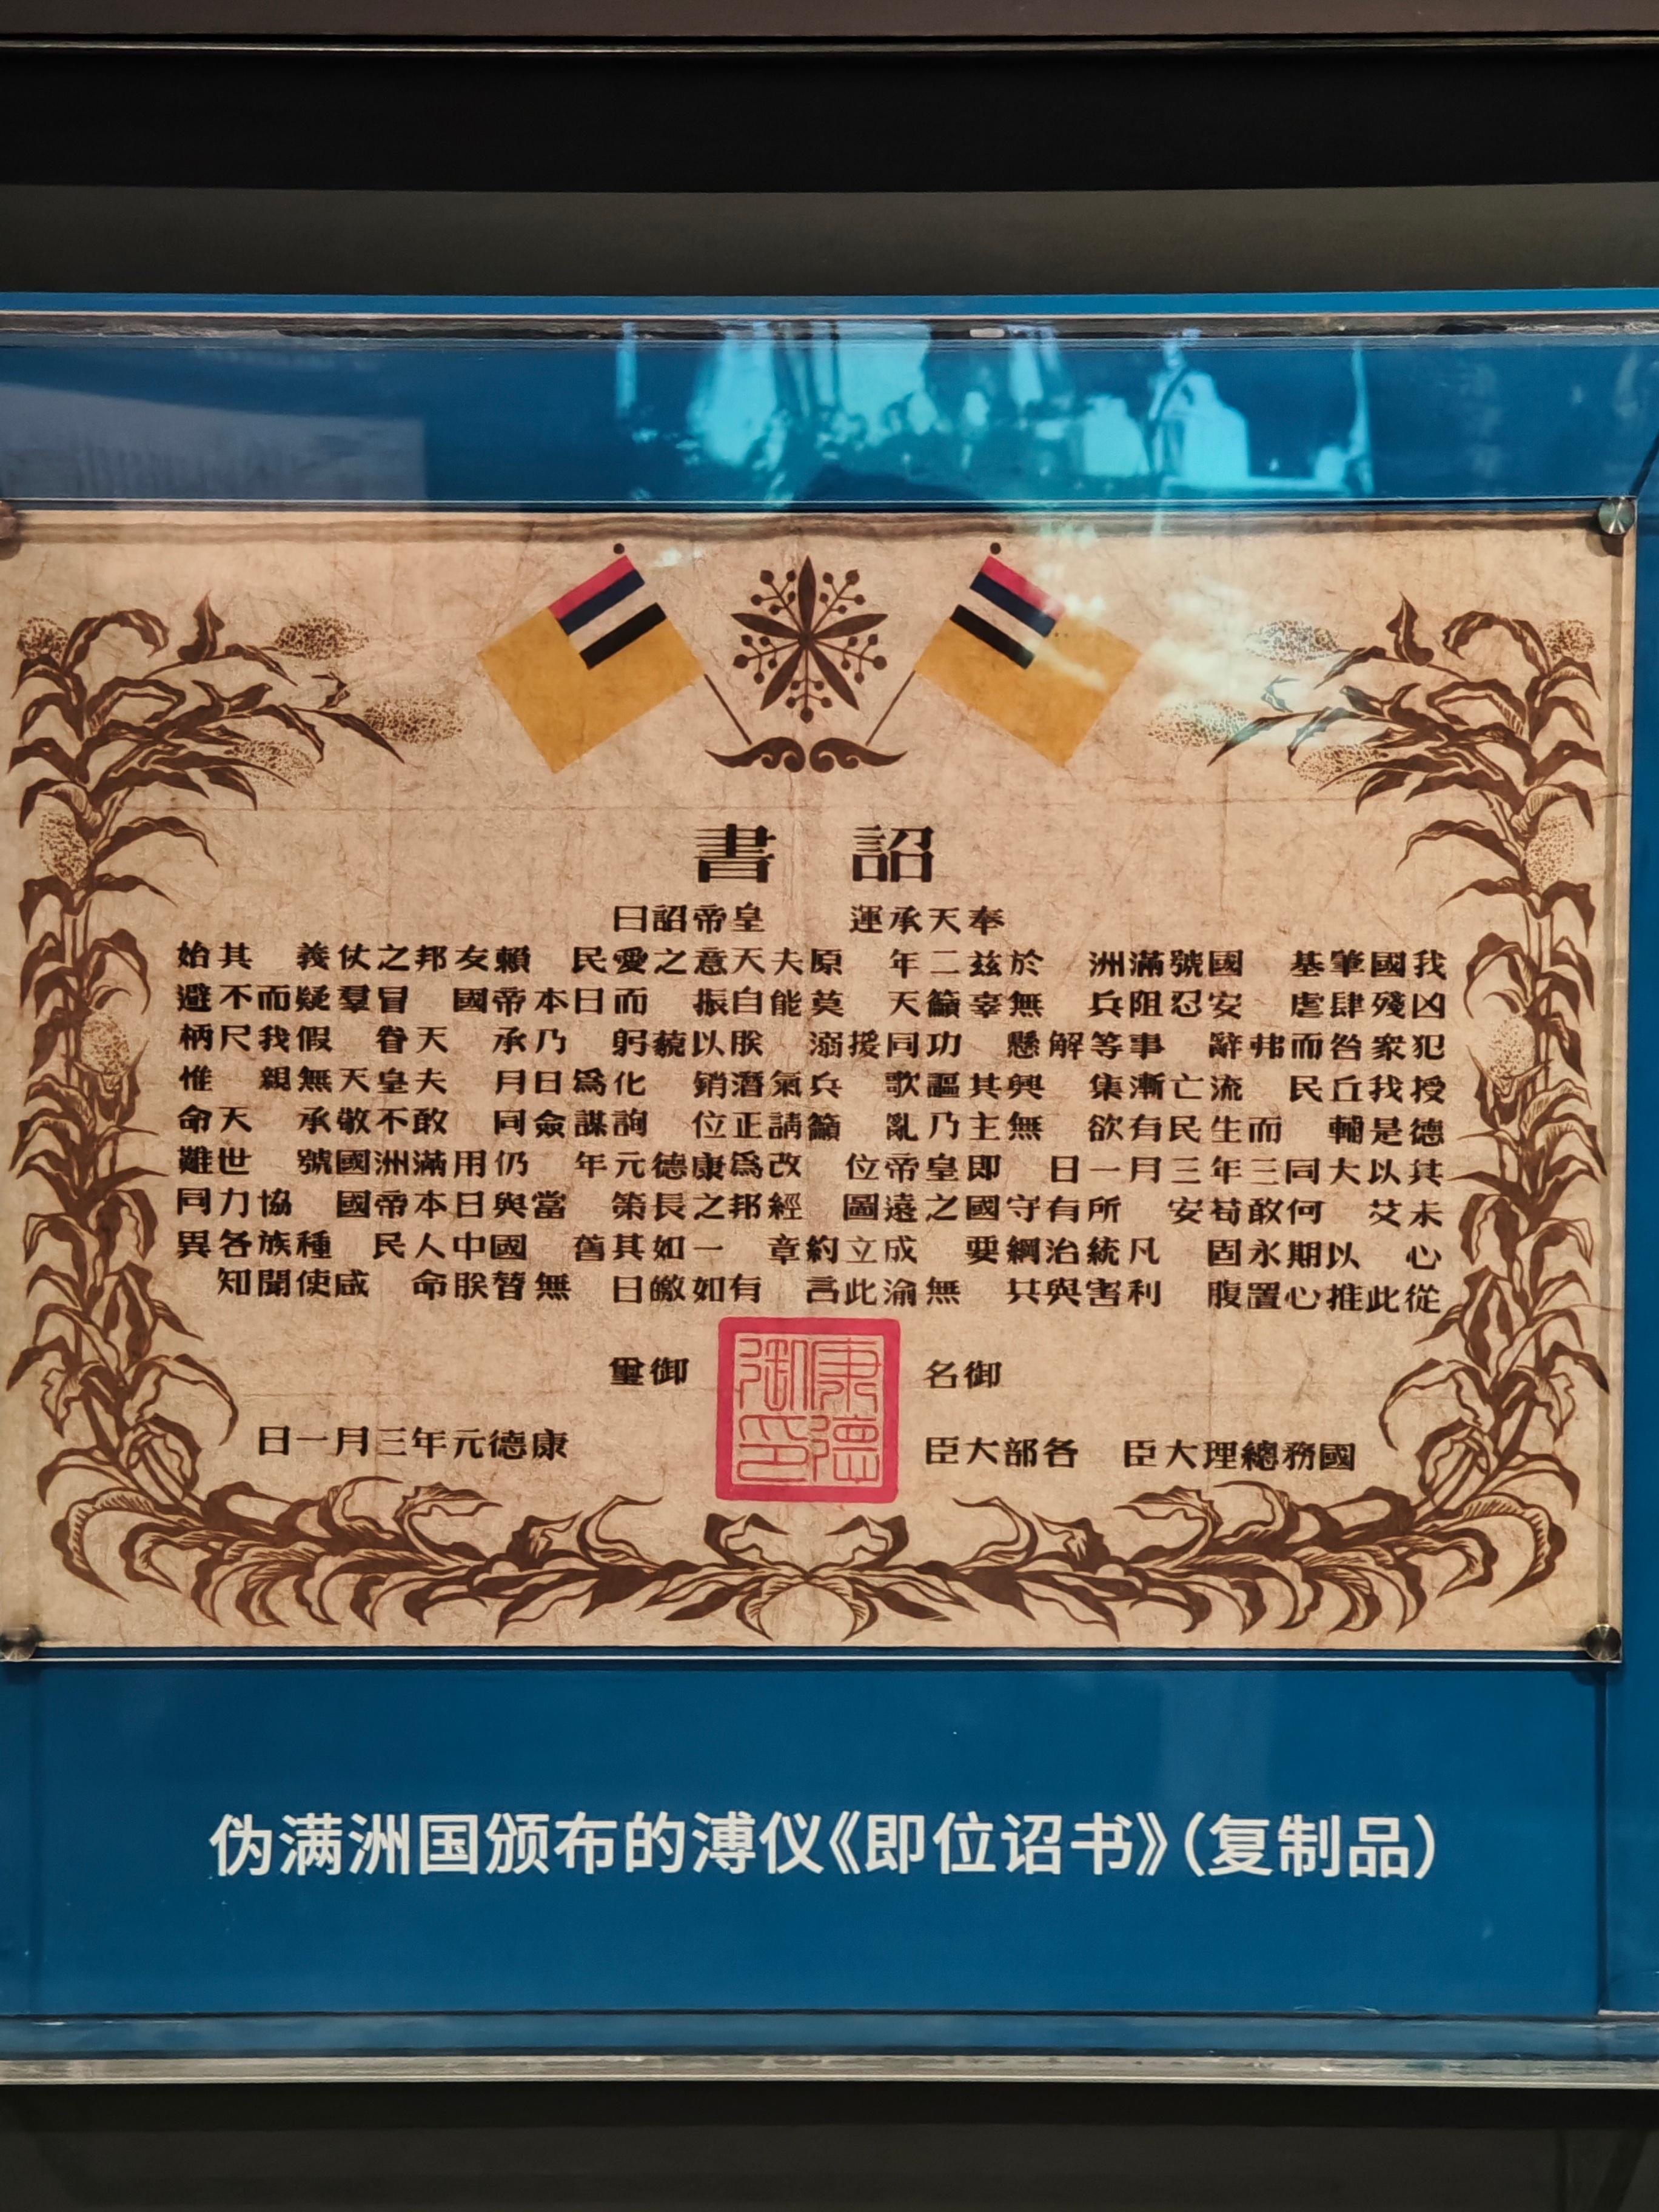 詔書
奉天承運 皇帝詔曰
我國肇基 國號滿洲 於茲二年 原夫天意之愛民 賴友邦之仗義 其始
凶殘肆虐 安忍阻兵 無辜籲天 莫能自振 而日本帝國 冒羣疑而不避
犯衆咎而弗辭 事等解懸 功同援溺 朕以藐躬 乃承 天眷 假我尺柄
授我丘民 流亡漸集 興其謳歌 兵氣潛銷 化爲日月 夫皇天無親 惟
德是輔 而生民有欲 無主乃亂 籲請正位 詢謀僉同 敢不敬承 天命
其以大同三年三月一日 即皇帝位 改爲康德元年 仍用滿洲國號 世難
未艾 何敢苟安 所有守國之遠圖 經邦之長策 當與日本帝國 協力同
心 以期永固 凡統治綱要 成立約章 一如其舊 國中人民 種族各異
從此推心置腹 利害與共 無渝此言 有如皦日 無替朕命 咸使聞知
御名 御璽
康德御印
國務總理大臣 各部大臣 康德元年三月一日
伪满洲国颁布的溥仪《即位诏书》（复制品）